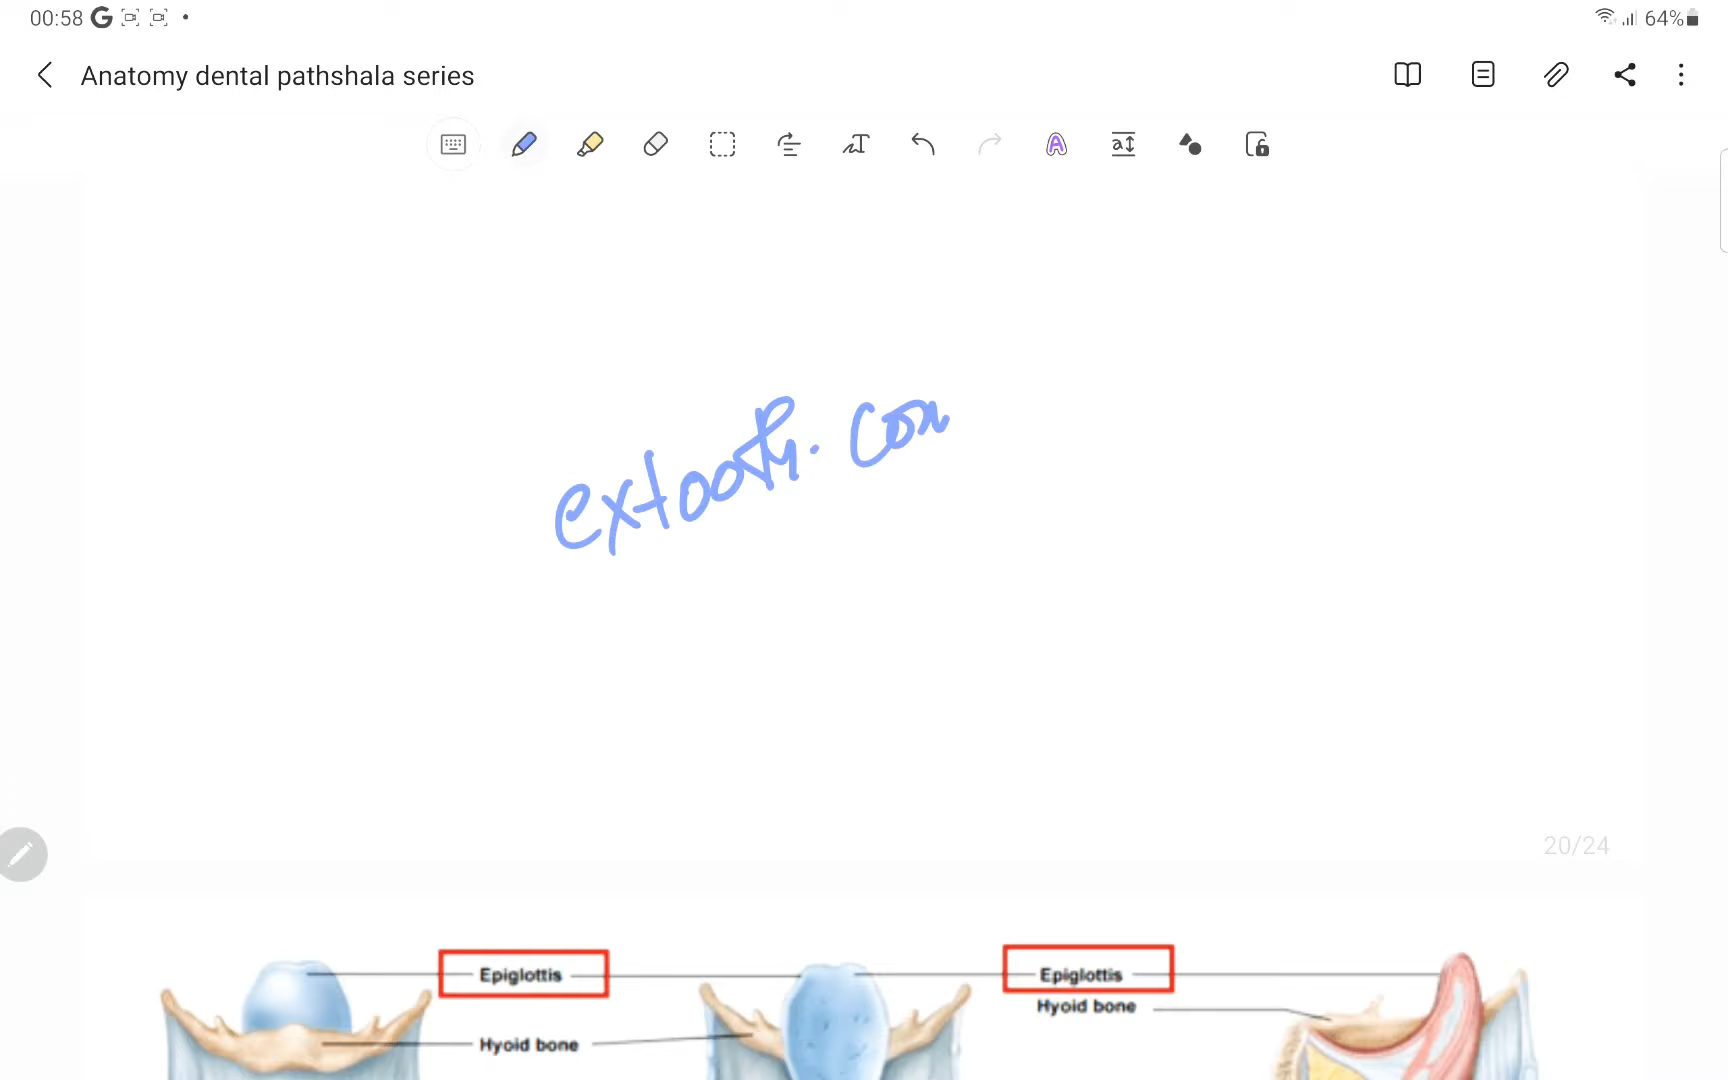 00:58 G
64%
Anatomy dental pathshala series
extooth.com
20/24
Epiglottis
Epiglottis
Hyoid bone
Hyoid bone